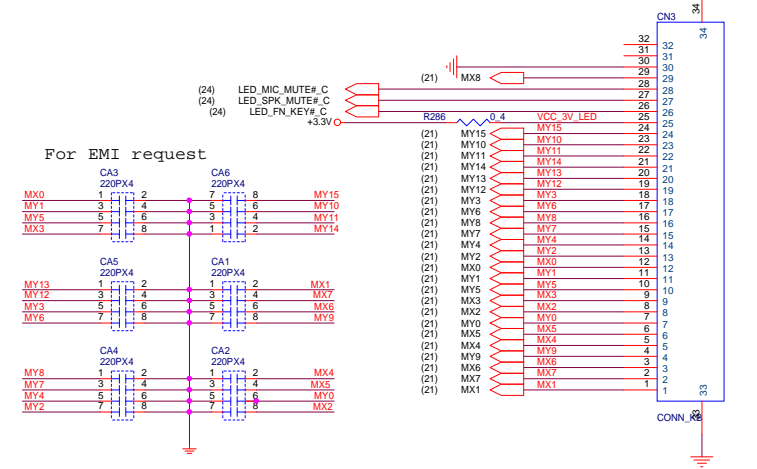 34
CN3
34
32 32
31 31
30 30
(21) MX8 29 29
(24) LED_MIC_MUTE#_C 28 28
(24) LED_SPK_MUTE#_C 27 27
(24) LED_FN_KEY#_C 26 26
+3.3V R286 0_4 VCC_3V_LED 25 25
(21) MY15 MY15 24 24
(21) MY10 MY10 23 23
(21) MY11 MY11 22 22
(21) MY14 MY14 21 21
(21) MY13 MY13 20 20
(21) MY12 MY12 19 19
(21) MY3 MY3 18 18
(21) MY6 MY6 17 17
(21) MY8 MY8 16 16
(21) MY7 MY7 15 15
(21) MY4 MY4 14 14
(21) MY2 MY2 13 13
(21) MX0 MX0 12 12
(21) MY1 MY1 11 11
(21) MY5 MY5 10 10
(21) MX3 MX3 9 9
(21) MX2 MX2 8 8
(21) MY0 MY0 7 7
(21) MX5 MX5 6 6
(21) MX4 MX4 5 5
(21) MY9 MY9 4 4
(21) MX6 MX6 3 3
(21) MX7 MX7 2 2
(21) MX1 MX1 1 1
33
CONN_KB
33
For EMI request
CA3 CA6
220PX4 220PX4
MX0 1 2 7 8 MY15
MY1 3 4 5 6 MY10
MY5 5 6 3 4 MY11
MX3 7 8 1 2 MY14
CA5 CA1
220PX4 220PX4
MY13 1 2 1 2 MX1
MY12 3 4 3 4 MX7
MY3 5 6 5 6 MX6
MY6 7 8 7 8 MY9
CA4 CA2
220PX4 220PX4
MY8 1 2 1 2 MX4
MY7 3 4 3 4 MX5
MY4 5 6 5 6 MY0
MY2 7 8 7 8 MX2